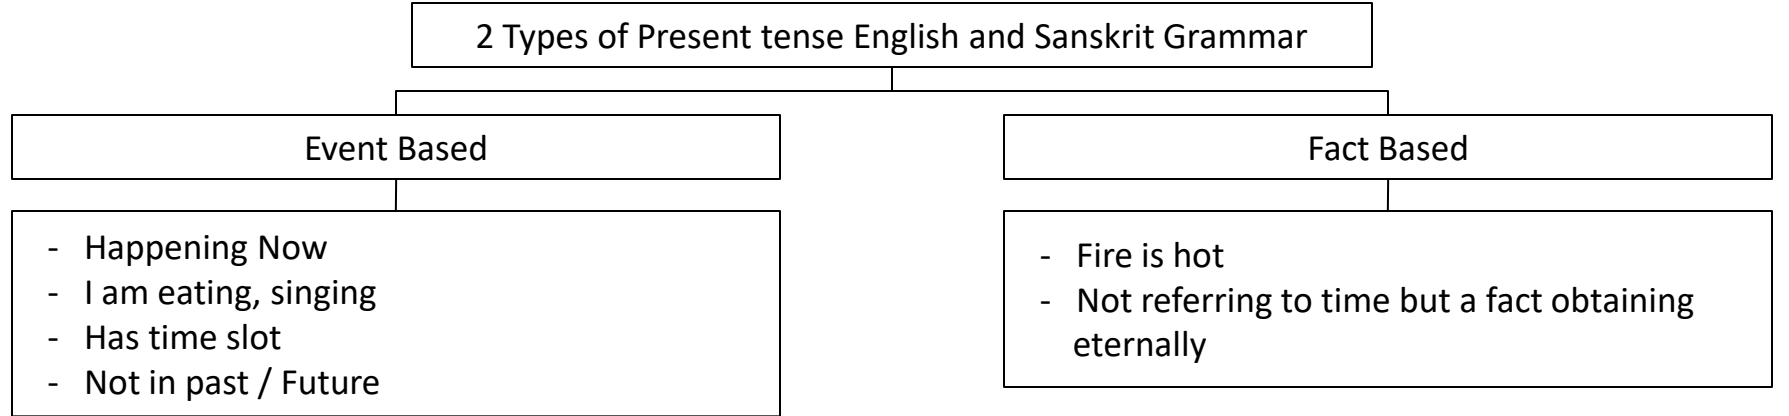 2 Types of Present tense English and Sanskrit Grammar
Event Based
- Happening Now
- I am eating, singing
- Has time slot
- Not in past / Future
Fact Based
- Fire is hot
- Not referring to time but a fact obtaining
eternally